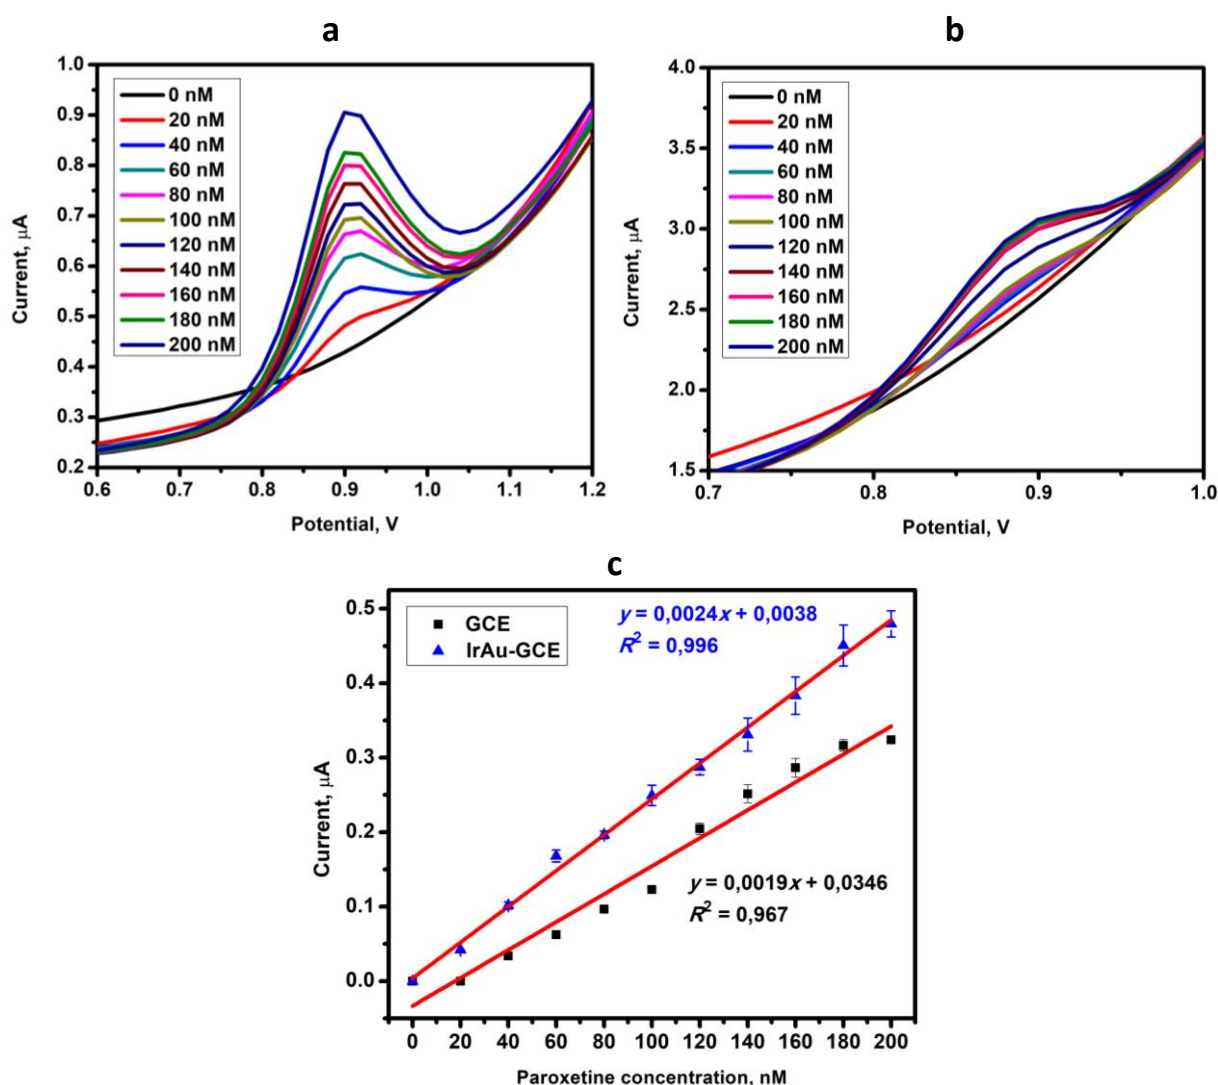 a
1.0
0.9
0.8
0.7
0.6
0.5
0.4
0.3
0.2
0 nM
20 nM
40 nM
60 nM
80 nM
100 nM
120 nM
140 nM
160 nM
180 nM
200 nM
Current, μA
0.6 0.7 0.8 0.9 1.0 1.1 1.2
Potential, V
b
4.0
3.5
3.0
2.5
2.0
1.5
0 nM
20 nM
40 nM
60 nM
80 nM
100 nM
120 nM
140 nM
160 nM
180 nM
200 nM
Current, μA
0.7 0.8 0.9 1.0
Potential, V
c
0.5
0.4
0.3
0.2
0.1
0.0
GCE
IrAu-GCE
y = 0,0024x + 0,0038
R² = 0,996
y = 0,0019x + 0,0346
R² = 0,967
Current, μA
0 20 40 60 80 100 120 140 160 180 200
Paroxetine concentration, nM